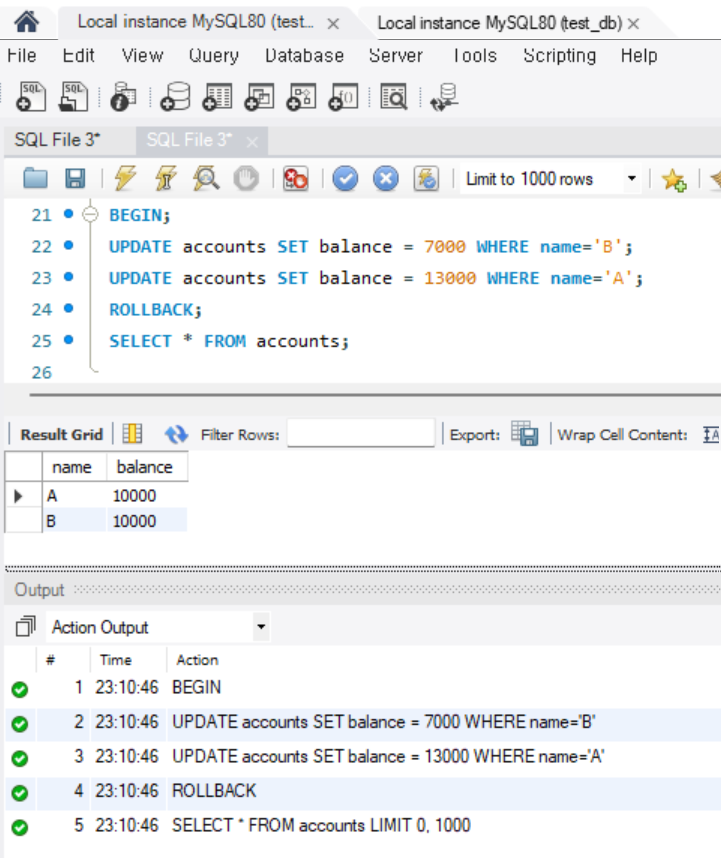 Local instance MySQL80 (test... × Local instance MySQL80 (test_db) ×
File Edit View Query Database Server Tools Scripting Help
SQL File 3* SQL File 3* ×
Limit to 1000 rows
21 BEGIN;
22 UPDATE accounts SET balance = 7000 WHERE name='B';
23 UPDATE accounts SET balance = 13000 WHERE name='A';
24 ROLLBACK;
25 SELECT * FROM accounts;
26
Result Grid Filter Rows: Export: Wrap Cell Content: IA
name balance
A 10000
B 10000
Output
Action Output
# Time Action
1 23:10:46 BEGIN
2 23:10:46 UPDATE accounts SET balance = 7000 WHERE name='B'
3 23:10:46 UPDATE accounts SET balance = 13000 WHERE name='A'
4 23:10:46 ROLLBACK
5 23:10:46 SELECT * FROM accounts LIMIT 0, 1000